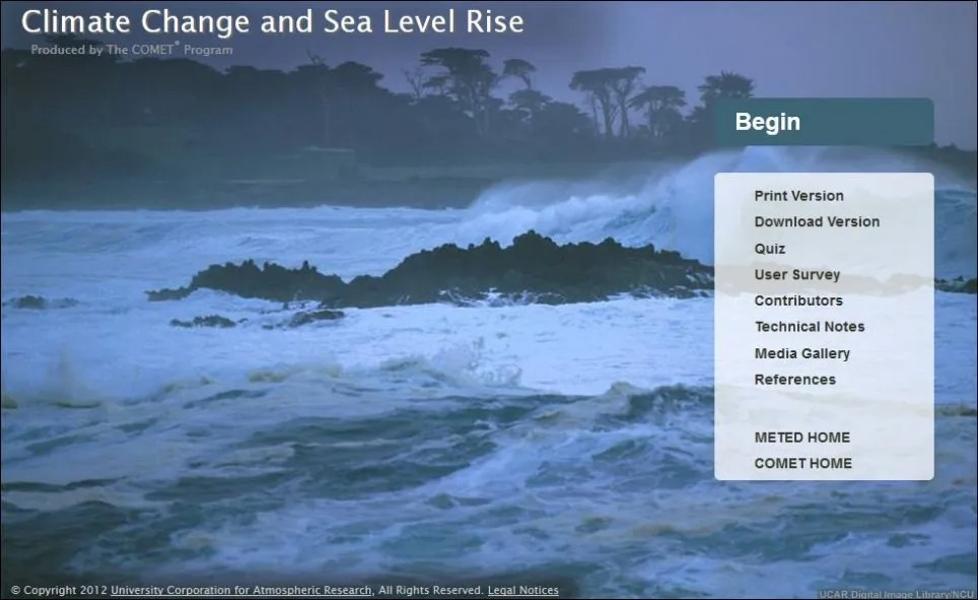 Climate Change and Sea Level Rise
Produced by The COMET® Program
Begin
Print Version
Download Version
Quiz
User Survey
Contributors
Technical Notes
Media Gallery
References
METED HOME
COMET HOME
© Copyright 2012 University Corporation for Atmospheric Research, All Rights Reserved. Legal Notices
UCAR Digital Image Library/NCU